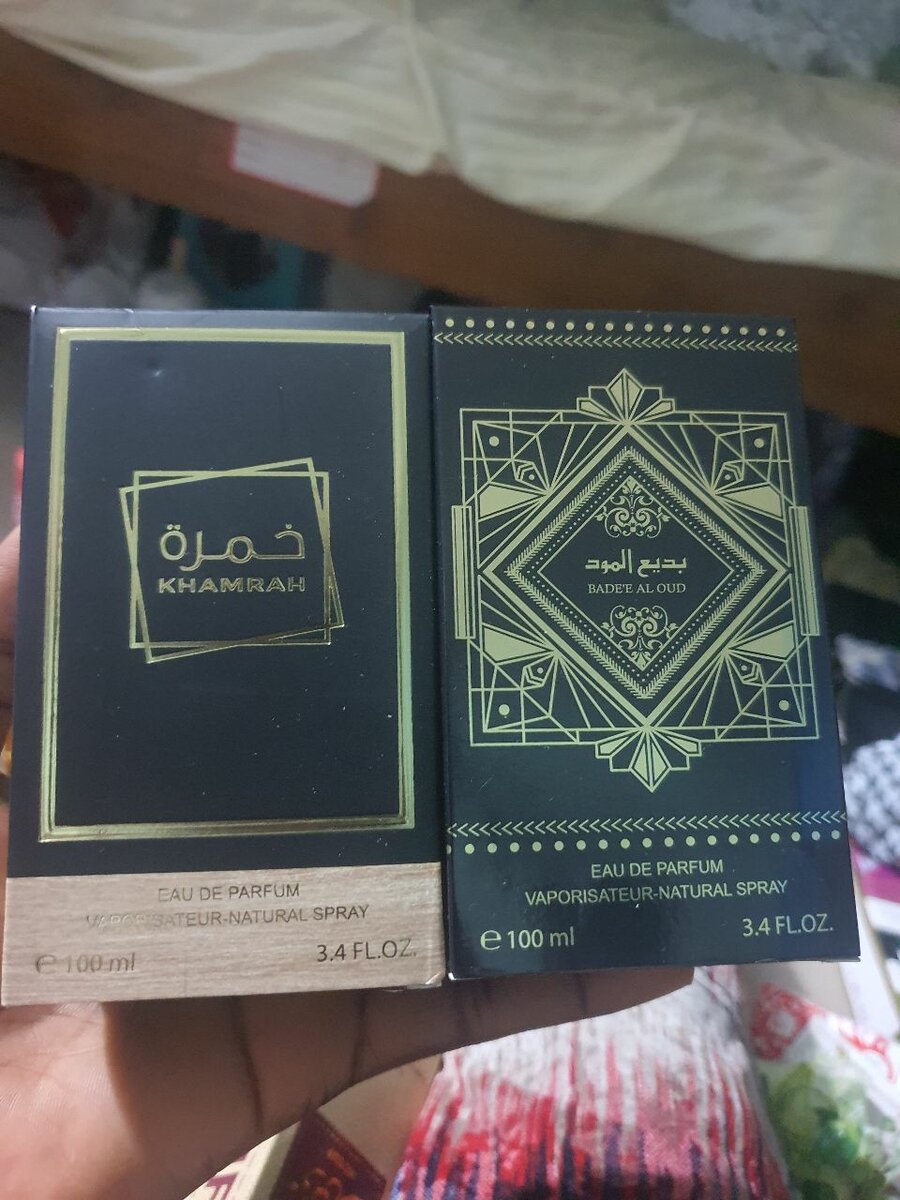 خمرة
KHAMRAH
EAU DE PARFUM
VAPORISATEUR-NATURAL SPRAY
e 100 ml
3.4 FL.OZ.
بديع المود
BADE'E AL OUD
EAU DE PARFUM
VAPORISATEUR-NATURAL SPRAY
e 100 ml
3.4 FL.OZ.